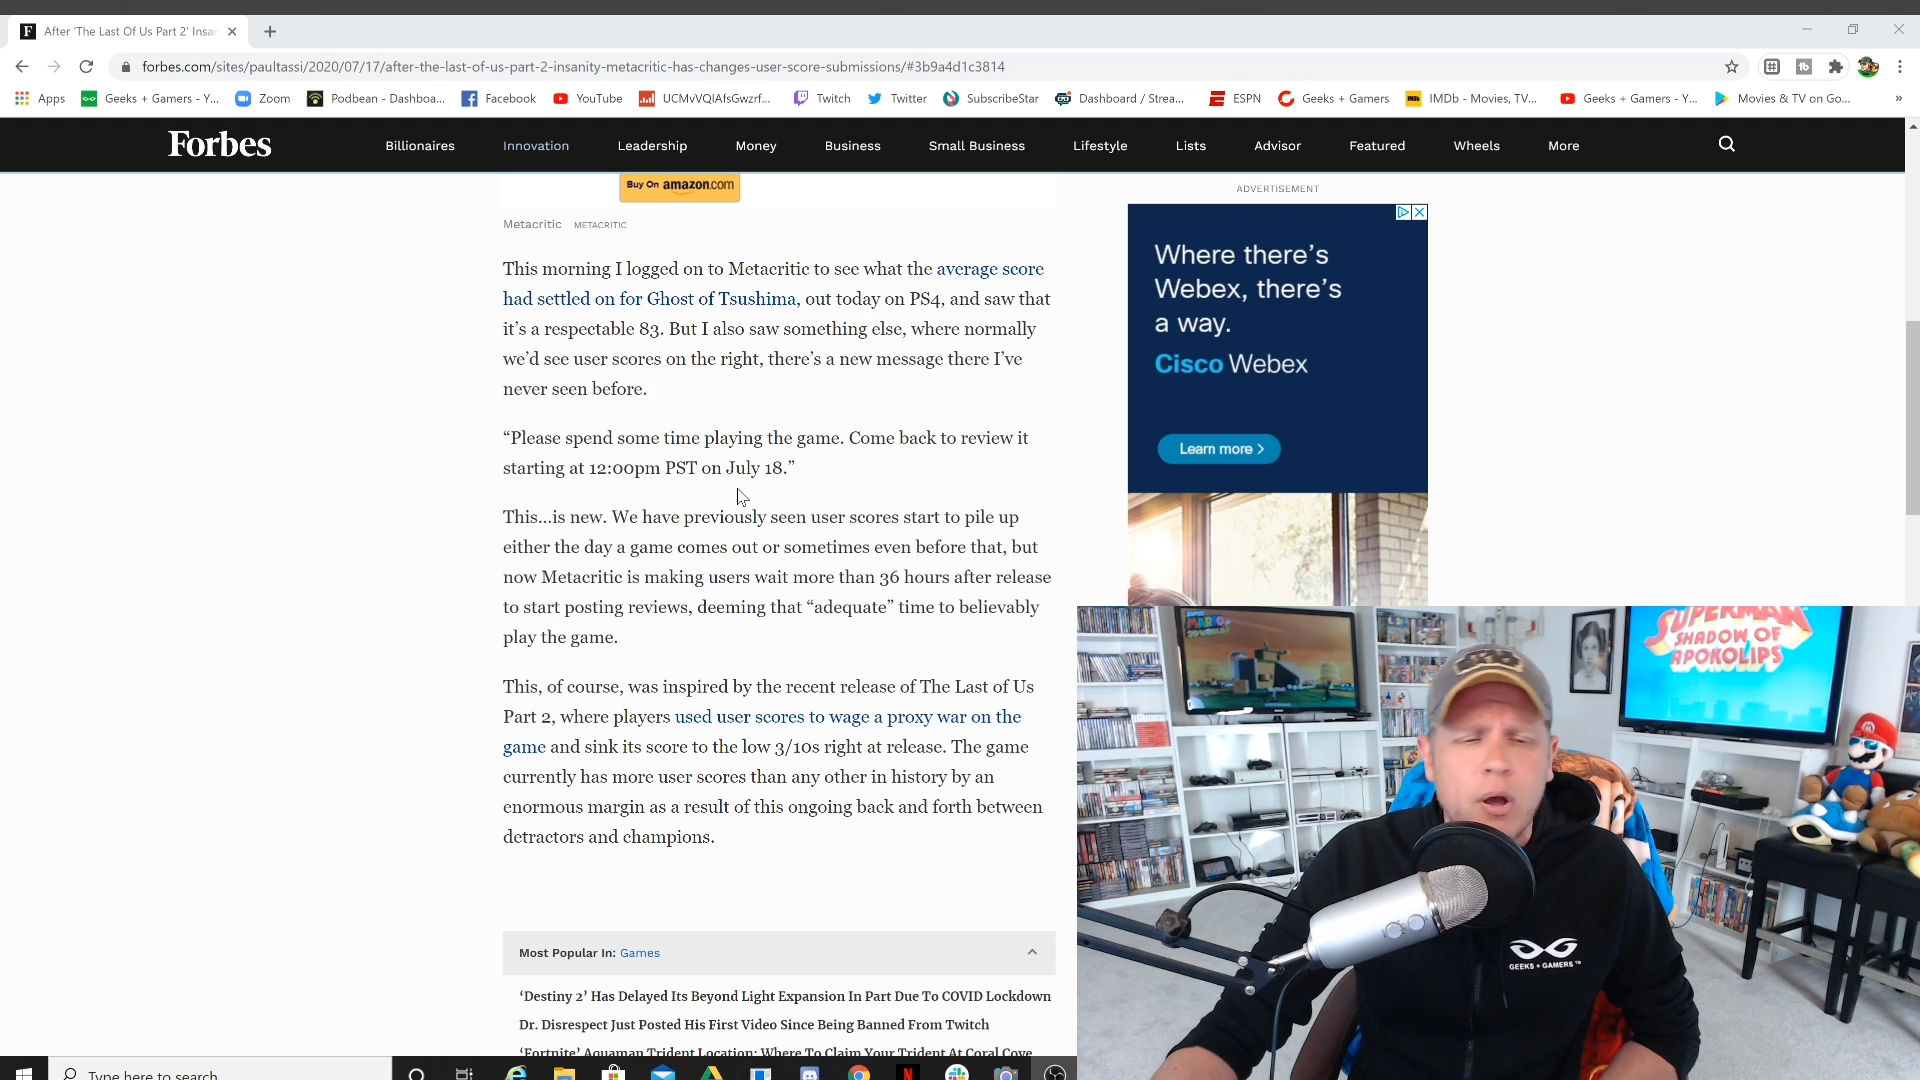 After 'The Last Of Us Part 2' Insan
forbes.com/sites/paultassi/2020/07/17/after-the-last-of-us-part-2-insanity-metacritic-has-changes-user-score-submissions/#3b9a4d1c3814
Apps Geeks + Gamers - Y... Zoom Podbean - Dashboa... Facebook YouTube UCMvVQIAfsGwzrf... Twitch Twitter SubscribeStar Dashboard / Strea... ESPN Geeks + Gamers IMDb - Movies, TV... Geeks + Gamers - Y... Movies & TV on Go... »
Forbes Billionaires Innovation Leadership Money Business Small Business Lifestyle Lists Advisor Featured Wheels More
Buy On amazon.com
ADVERTISEMENT
Metacritic METACRITIC
This morning I logged on to Metacritic to see what the average score
had settled on for Ghost of Tsushima, out today on PS4, and saw that
it's a respectable 83. But I also saw something else, where normally
we'd see user scores on the right, there's a new message there I've
never seen before.
"Please spend some time playing the game. Come back to review it
starting at 12:00pm PST on July 18."
This...is new. We have previously seen user scores start to pile up
either the day a game comes out or sometimes even before that, but
now Metacritic is making users wait more than 36 hours after release
to start posting reviews, deeming that "adequate" time to believably
play the game.
This, of course, was inspired by the recent release of The Last of Us
Part 2, where players used user scores to wage a proxy war on the
game and sink its score to the low 3/10s right at release. The game
currently has more user scores than any other in history by an
enormous margin as a result of this ongoing back and forth between
detractors and champions.
Most Popular In: Games
'Destiny 2' Has Delayed Its Beyond Light Expansion In Part Due To COVID Lockdown
Dr. Disrespect Just Posted His First Video Since Being Banned From Twitch
'Fortnite' Aquaman Trident Location: Where To Claim Your Trident At Coral Cove
Where there's
Webex, there's
a way.
Cisco Webex
Learn more >
SUPERMAN
SHADOW OF
APOKOLIPS
GEEKS + GAMERS™
Type here to search